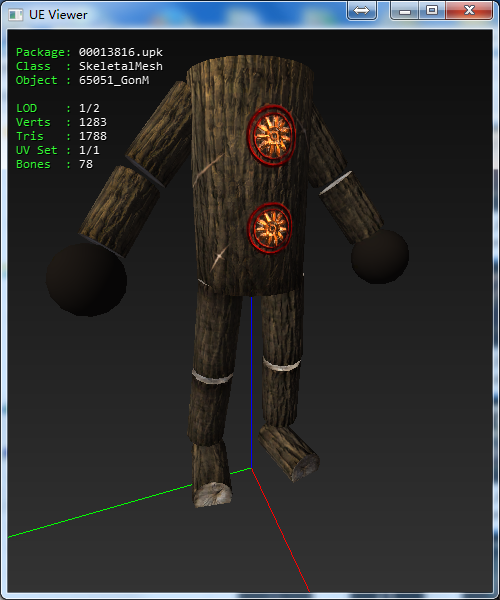 UE Viewer
Package: 00013816.upk
Class  : SkeletalMesh
Object : 65051_GonM
LOD    : 1/2
Verts  : 1283
Tris   : 1788
UV Set : 1/1
Bones  : 78